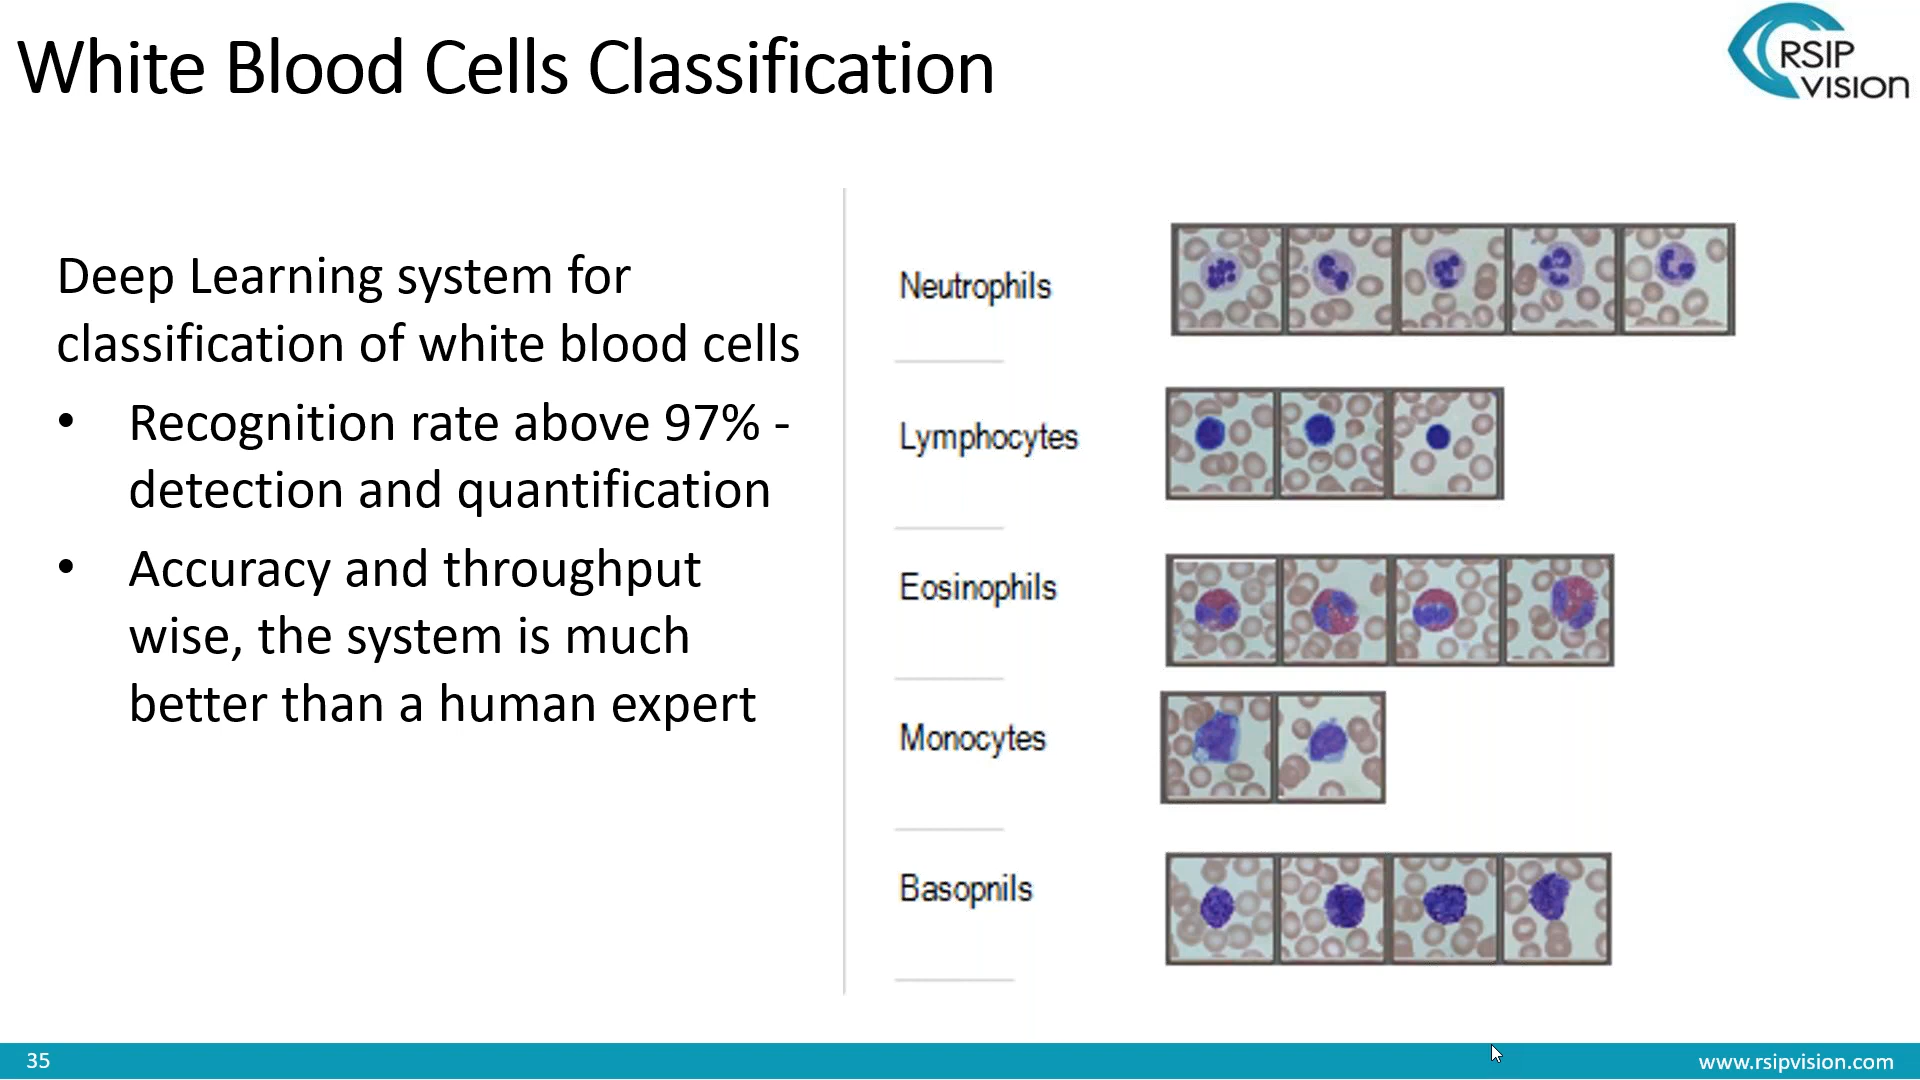 White Blood Cells Classification
RSIP
VISION
Deep Learning system for
classification of white blood cells
• Recognition rate above 97% -
detection and quantification
• Accuracy and throughput
wise, the system is much
better than a human expert
Neutrophils
Lymphocytes
Eosinophils
Monocytes
Basopnils
35
www.rsipvision.com